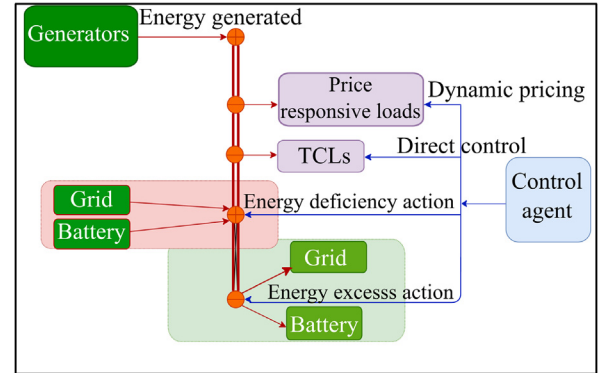 Energy generated
Generators
Price
responsive loads
Dynamic pricing
TCLs
Direct control
Control
agent
Grid
Battery
Energy deficiency action
Grid
Energy excesss action
Battery